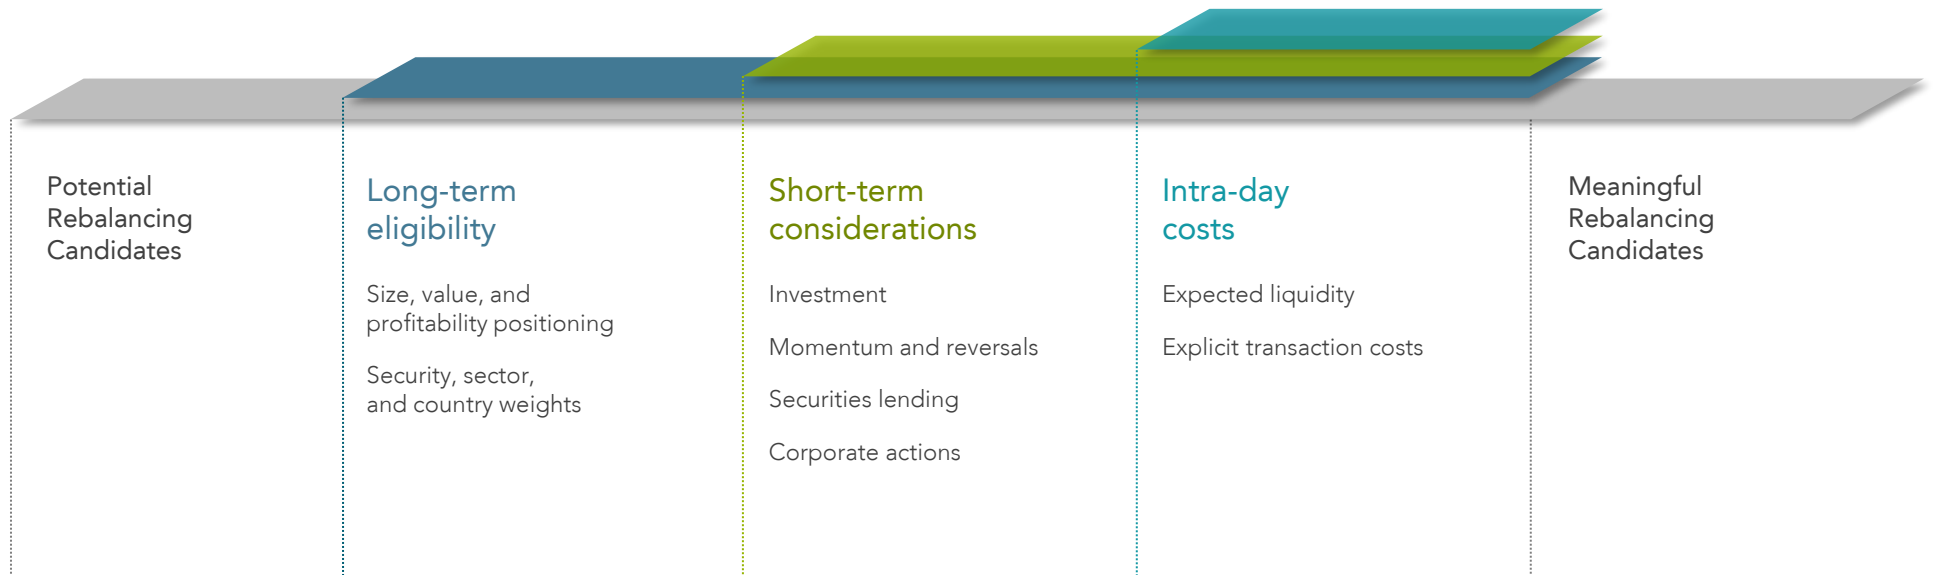 Potential
Rebalancing
Candidates
Long-term
eligibility
Size, value, and
profitability positioning
Security, sector,
and country weights
Short-term
considerations
Investment
Momentum and reversals
Securities lending
Corporate actions
Intra-day
costs
Expected liquidity
Explicit transaction costs
Meaningful
Rebalancing
Candidates